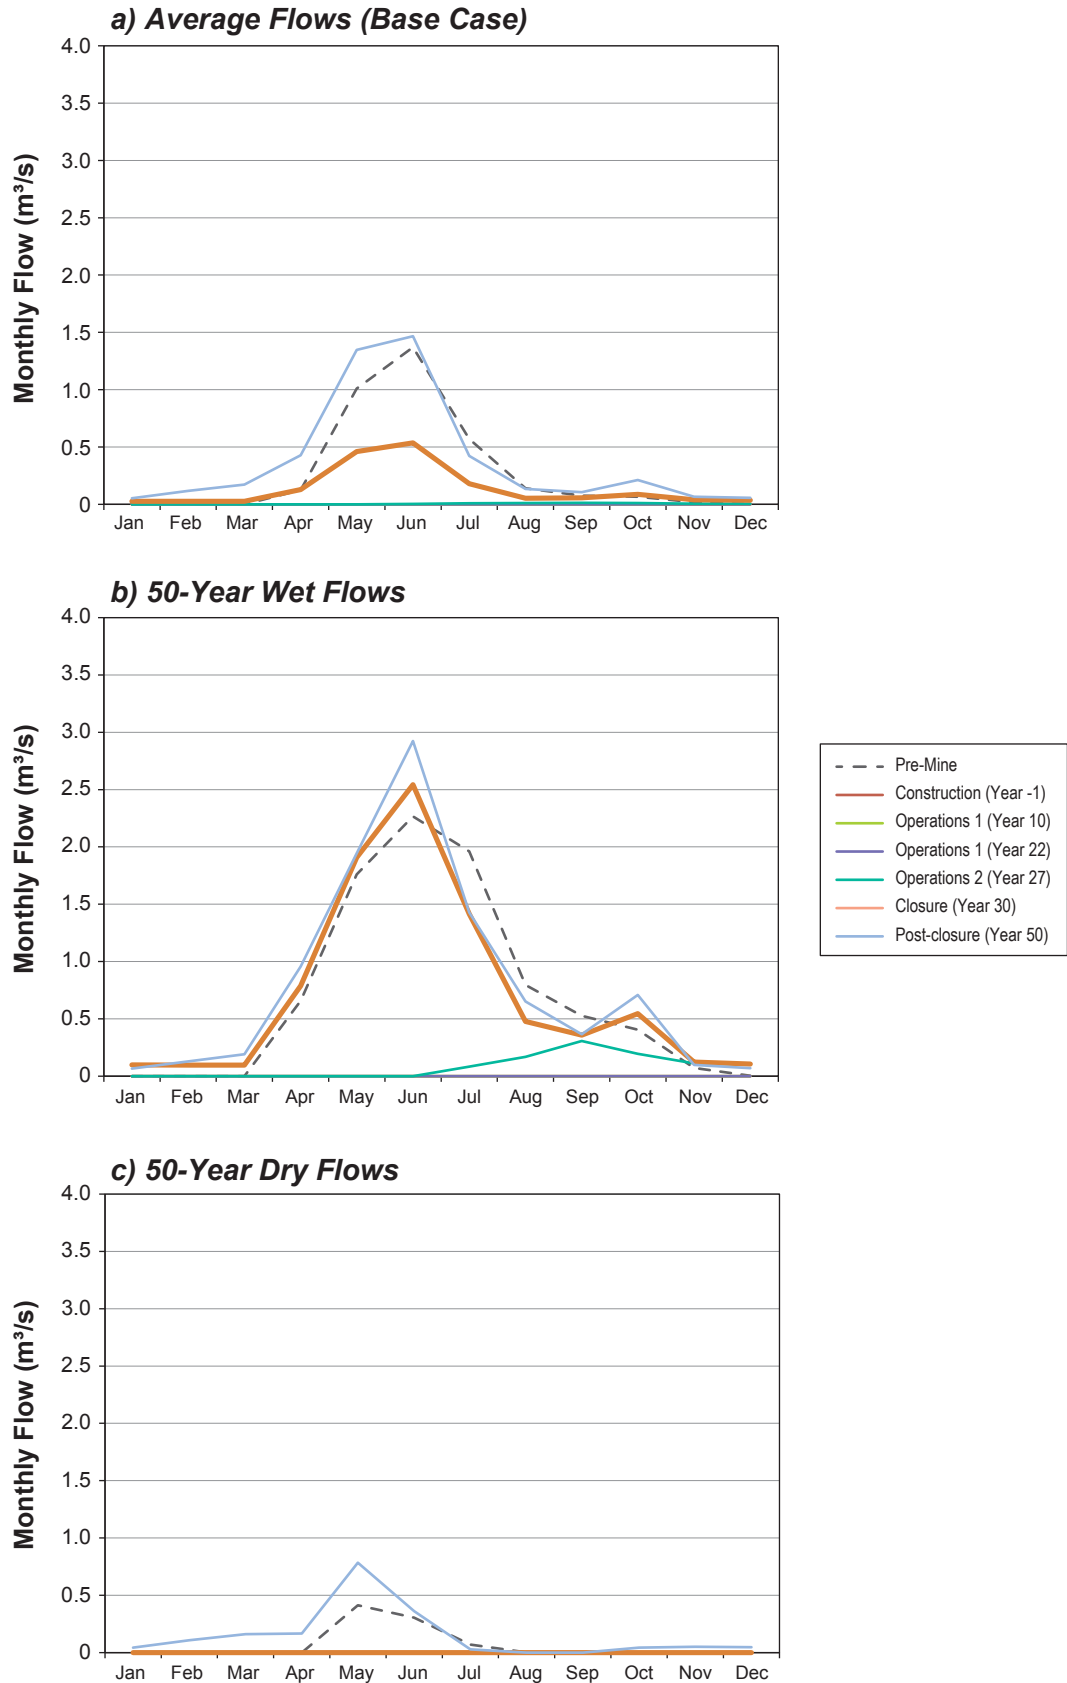 a) Average Flows (Base Case)
Monthly Flow (m³/s)
4.0
3.5
3.0
2.5
2.0
1.5
1.0
0.5
0
Jan Feb Mar Apr May Jun Jul Aug Sep Oct Nov Dec
b) 50-Year Wet Flows
Monthly Flow (m³/s)
4.0
3.5
3.0
2.5
2.0
1.5
1.0
0.5
0
Jan Feb Mar Apr May Jun Jul Aug Sep Oct Nov Dec
Pre-Mine
Construction (Year -1)
Operations 1 (Year 10)
Operations 1 (Year 22)
Operations 2 (Year 27)
Closure (Year 30)
Post-closure (Year 50)
c) 50-Year Dry Flows
Monthly Flow (m³/s)
4.0
3.5
3.0
2.5
2.0
1.5
1.0
0.5
0
Jan Feb Mar Apr May Jun Jul Aug Sep Oct Nov Dec